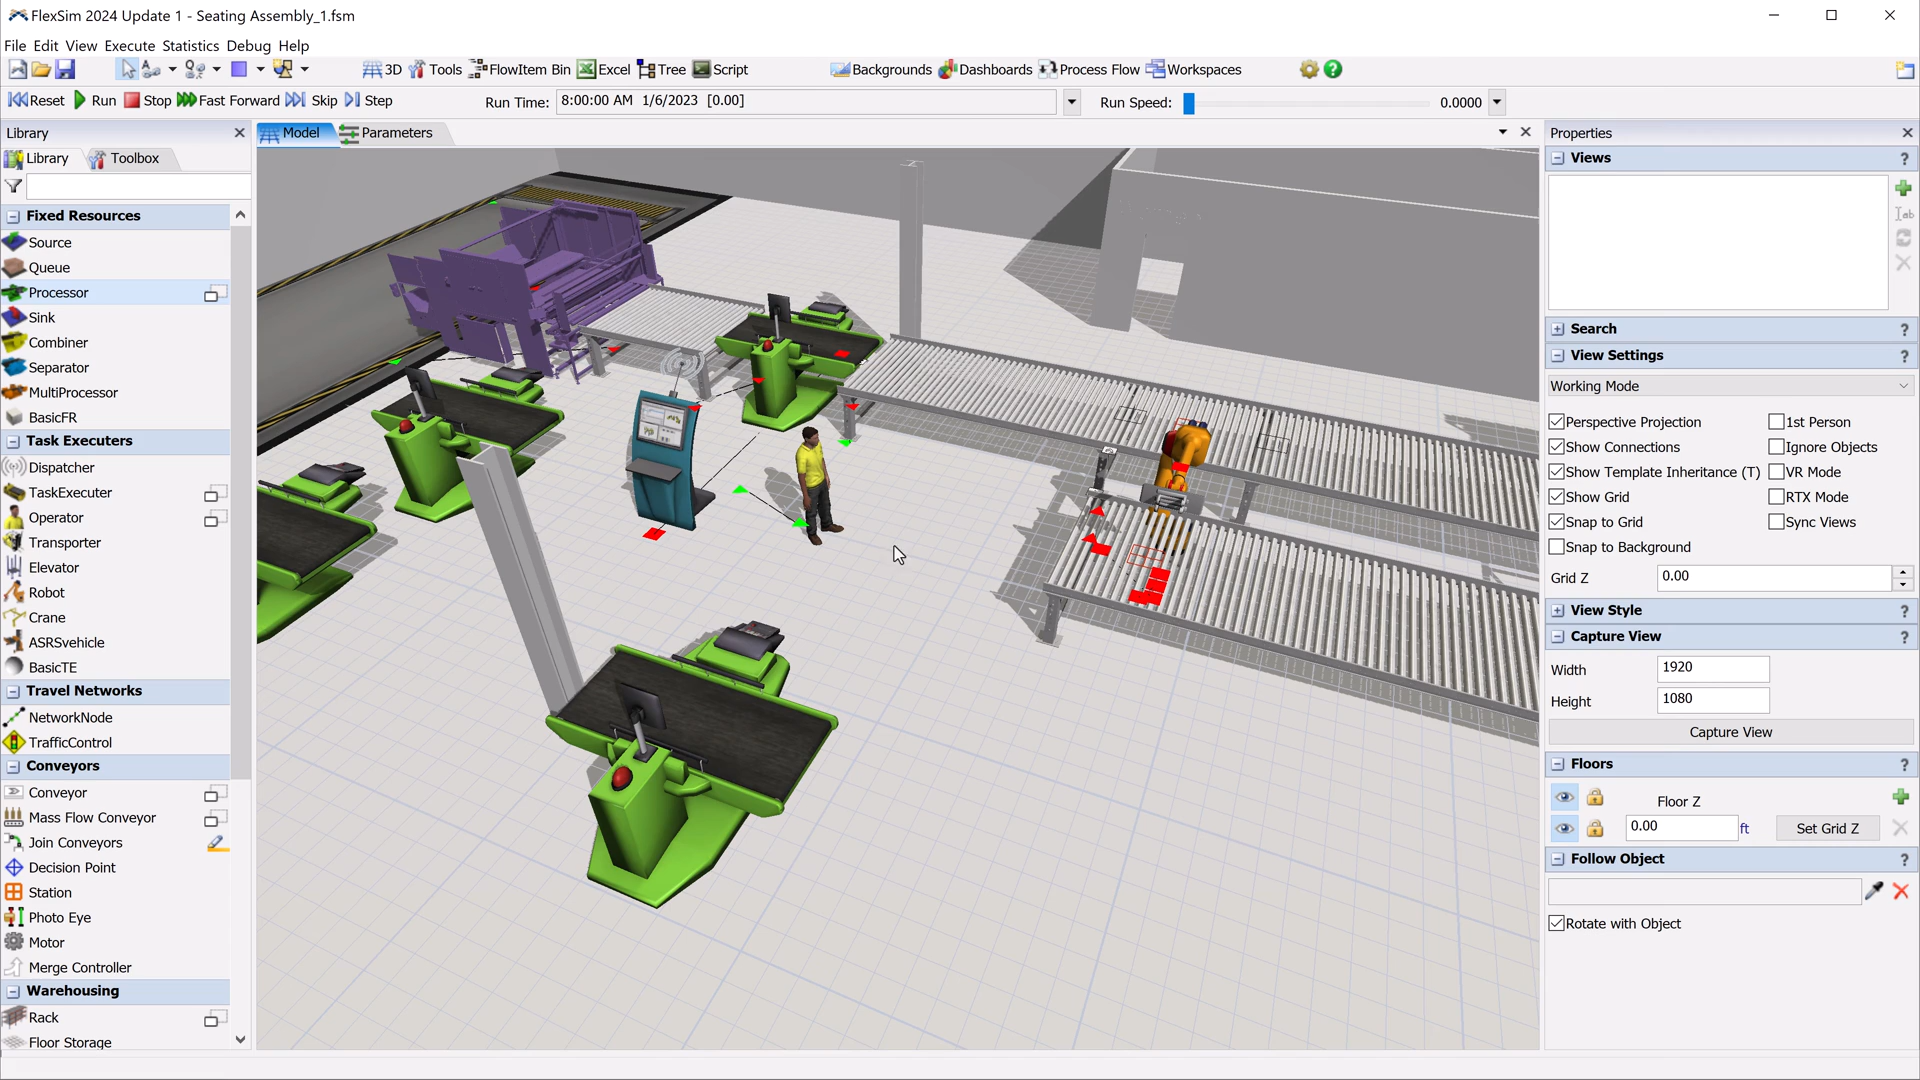 FlexSim 2024 Update 1 - Seating Assembly_1.fsm
File Edit View Execute Statistics Debug Help
3D Tools FlowItem Bin Excel Tree Script Backgrounds Dashboards Process Flow Workspaces
Reset Run Stop Fast Forward Skip Step Run Time: 8:00:00 AM 1/6/2023 [0.00] Run Speed: 0.0000
Library
Library Toolbox
Fixed Resources
Source
Queue
Processor
Sink
Combiner
Separator
MultiProcessor
BasicFR
Task Executers
Dispatcher
TaskExecuter
Operator
Transporter
Elevator
Robot
Crane
ASRSvehicle
BasicTE
Travel Networks
NetworkNode
TrafficControl
Conveyors
Conveyor
Mass Flow Conveyor
Join Conveyors
Decision Point
Station
Photo Eye
Motor
Merge Controller
Warehousing
Rack
Floor Storage
Model Parameters
Properties
Views
Search
View Settings
Working Mode
Perspective Projection 1st Person
Show Connections Ignore Objects
Show Template Inheritance (T) VR Mode
Show Grid RTX Mode
Snap to Grid Sync Views
Snap to Background
Grid Z 0.00
View Style
Capture View
Width 1920
Height 1080
Capture View
Floors
Floor Z
0.00 ft Set Grid Z
Follow Object
Rotate with Object